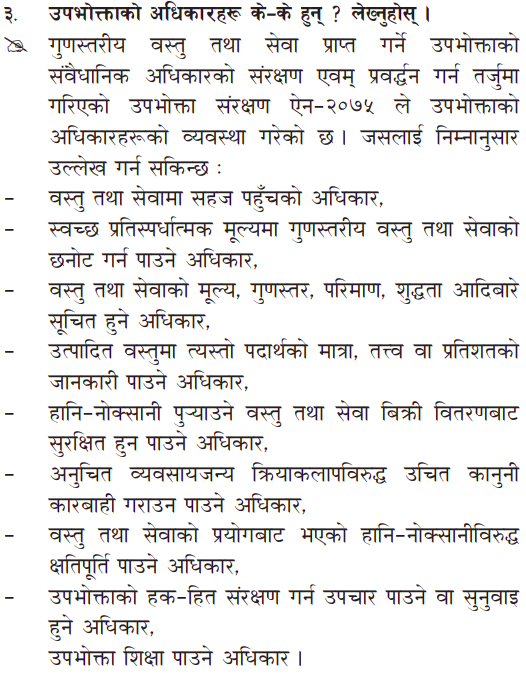 ३. उपभोक्ताको अधिकारहरू के-के हुन् ? लेख्नुहोस् ।
गुणस्तरीय वस्तु तथा सेवा प्राप्त गर्ने उपभोक्ताको
संवैधानिक अधिकारको संरक्षण एवम् प्रवर्द्धन गर्न तर्जुमा
गरिएको उपभोक्ता संरक्षण ऐन-२०७५ ले उपभोक्ताको
अधिकारहरूको व्यवस्था गरेको छ । जसलाई निम्नानुसार
उल्लेख गर्न सकिन्छ :
- वस्तु तथा सेवामा सहज पहुँचको अधिकार,
- स्वच्छ प्रतिस्पर्धात्मक मूल्यमा गुणस्तरीय वस्तु तथा सेवाको
छनोट गर्न पाउने अधिकार,
- वस्तु तथा सेवाको मूल्य, गुणस्तर, परिमाण, शुद्धता आदिबारे
सूचित हुने अधिकार,
- उत्पादित वस्तुमा त्यस्तो पदार्थको मात्रा, तत्त्व वा प्रतिशतको
जानकारी पाउने अधिकार,
- हानि-नोक्सानी पुऱ्याउने वस्तु तथा सेवा बिक्री वितरणबाट
सुरक्षित हुन पाउने अधिकार,
- अनुचित व्यवसायजन्य क्रियाकलापविरुद्ध उचित कानुनी
कारबाही गराउन पाउने अधिकार,
- वस्तु तथा सेवाको प्रयोगबाट भएको हानि-नोक्सानीविरुद्ध
क्षतिपूर्ति पाउने अधिकार,
- उपभोक्ताको हक-हित संरक्षण गर्न उपचार पाउने वा सुनुवाइ
हुने अधिकार,
उपभोक्ता शिक्षा पाउने अधिकार ।